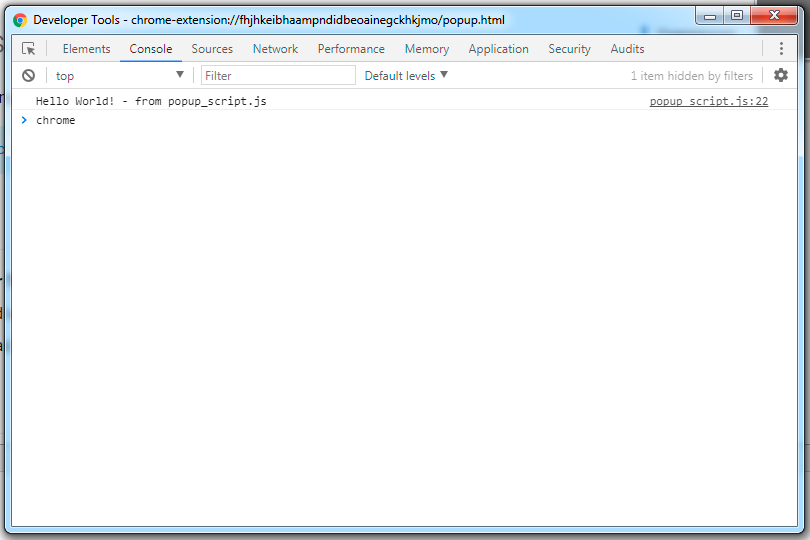 Developer Tools - chrome-extension://fhjhkeibhaampndidbeoainegckhkjmo/popup.html
Elements Console Sources Network Performance Memory Application Security Audits
top Filter Default levels 1 item hidden by filters
Hello World! - from popup_script.js popup_script.js:22
chrome